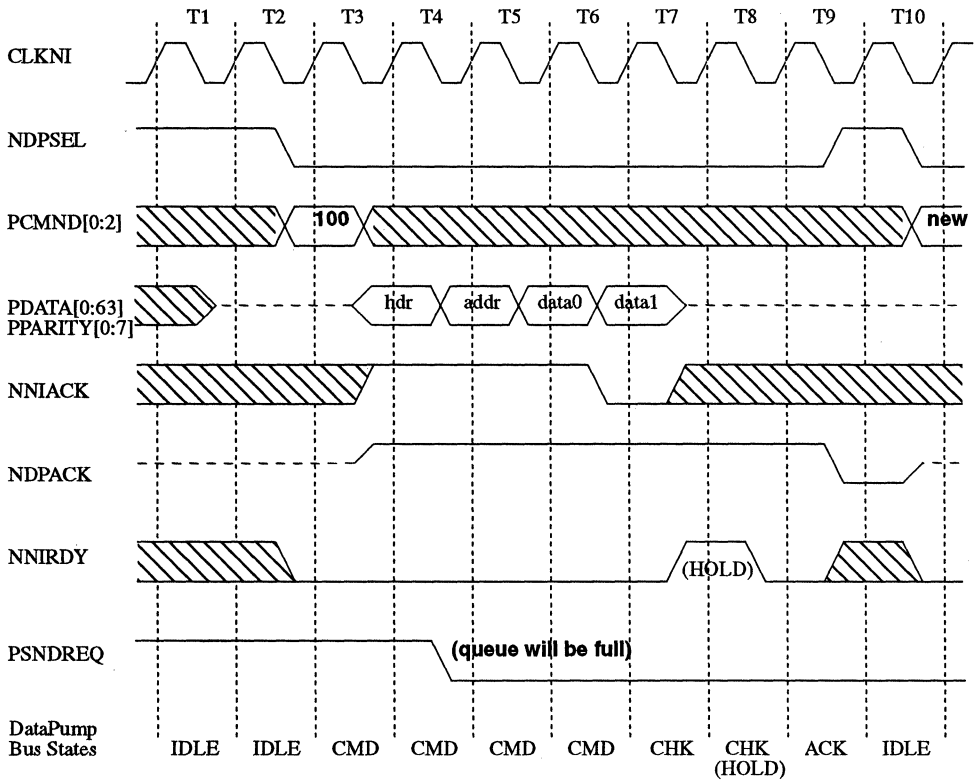 T1 T2 T3 T4 T5 T6 T7 T8 T9 T10
CLKNI
NDPSEL
PCMND[0:2] 100 new
PDATA[0:63] hdr addr data0 data1
PPARITY[0:7]
NNIACK
NDPACK
NNIRDY (HOLD)
PSNDREQ (queue will be full)
DataPump
Bus States IDLE IDLE CMD CMD CMD CMD CHK CHK ACK IDLE
(HOLD)